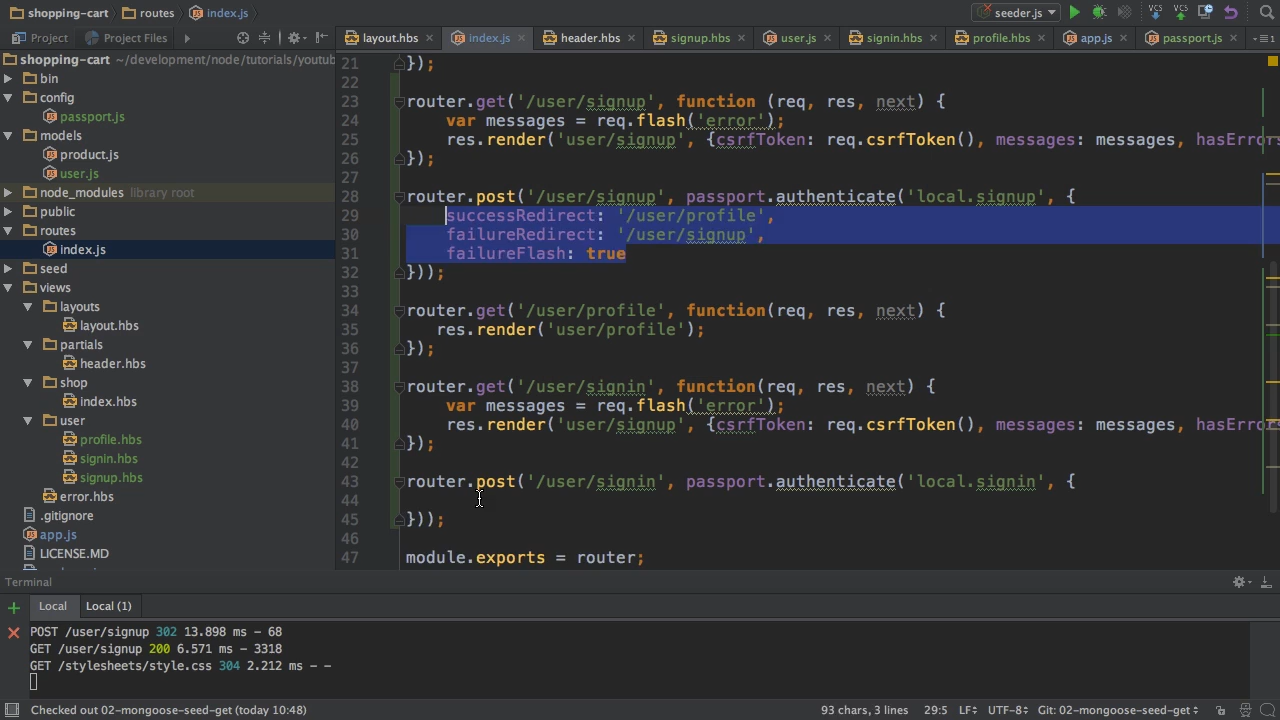 shopping-cart routes index.js seeder.js VCS VCS
Project Project Files layout.hbs index.js header.hbs signup.hbs user.js signin.hbs profile.hbs app.js passport.js
shopping-cart ~/development/node/tutorials/youtub
bin
config
passport.js
models
product.js
user.js
node_modules library root
public
routes
index.js
seed
views
layouts
layout.hbs
partials
header.hbs
shop
index.hbs
user
profile.hbs
signin.hbs
signup.hbs
error.hbs
.gitignore
app.js
LICENSE.MD
21 });
22
23 router.get('/user/signup', function (req, res, next) {
24 var messages = req.flash('error');
25 res.render('user/signup', {csrfToken: req.csrfToken(), messages: messages, hasErrors
26 });
27
28 router.post('/user/signup', passport.authenticate('local.signup', {
29 successRedirect: '/user/profile',
30 failureRedirect: '/user/signup',
31 failureFlash: true
32 }));
33
34 router.get('/user/profile', function(req, res, next) {
35 res.render('user/profile');
36 });
37
38 router.get('/user/signin', function(req, res, next) {
39 var messages = req.flash('error');
40 res.render('user/signup', {csrfToken: req.csrfToken(), messages: messages, hasErrors
41 });
42
43 router.post('/user/signin', passport.authenticate('local.signin', {
44
45 }));
46
47 module.exports = router;
Terminal
Local Local (1)
POST /user/signup 302 13.898 ms - 68
GET /user/signup 200 6.571 ms - 3318
GET /stylesheets/style.css 304 2.212 ms - -
Checked out 02-mongoose-seed-get (today 10:48) 93 chars, 3 lines 29:5 LF UTF-8 Git: 02-mongoose-seed-get